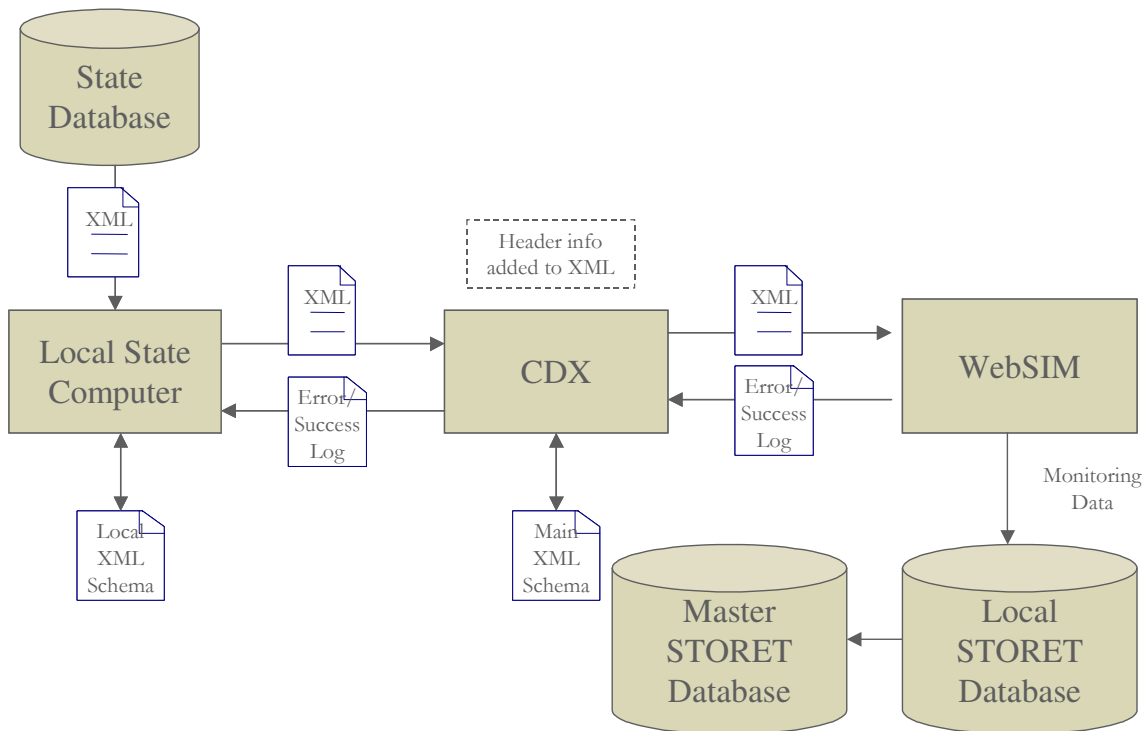 State
Database
XML
Header info
added to XML
XML
XML
Local State
Computer
CDX
WebSIM
Error/
Success
Log
Error/
Success
Log
Monitoring
Data
Local
XML
Schema
Main
XML
Schema
Master
STORET
Database
Local
STORET
Database